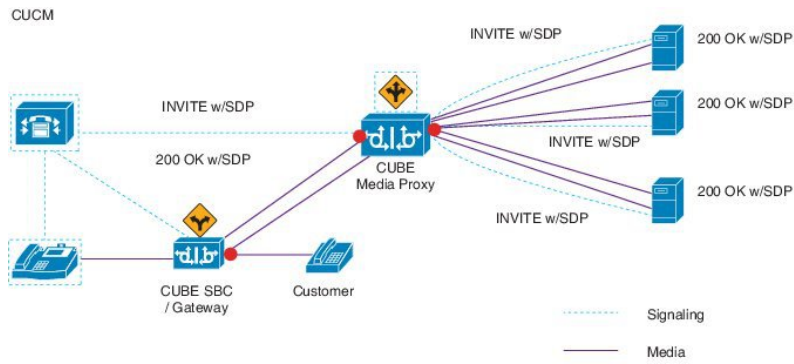 CUCM
INVITE w/SDP
200 OK w/SDP
INVITE w/SDP
200 OK w/SDP
INVITE w/SDP
200 OK w/SDP
CUBE
Media Proxy
INVITE w/SDP
200 OK w/SDP
CUBE SBC
/ Gateway
Customer
Signaling
Media